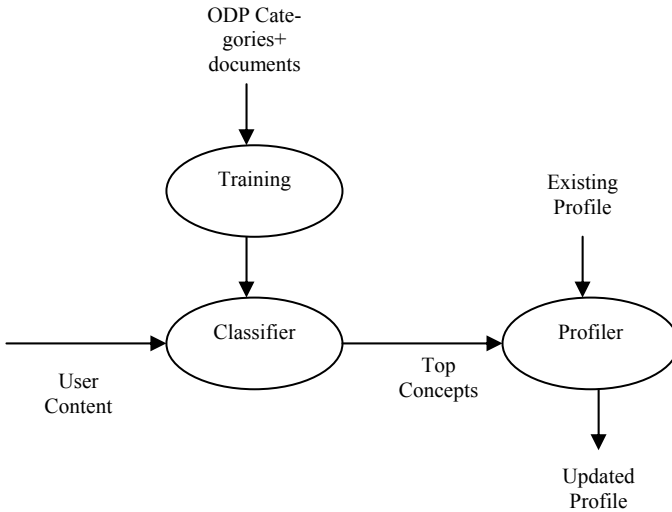 ODP Cate-
gories+
documents
Training
Existing
Profile
Classifier
Profiler
User
Content
Top
Concepts
Updated
Profile